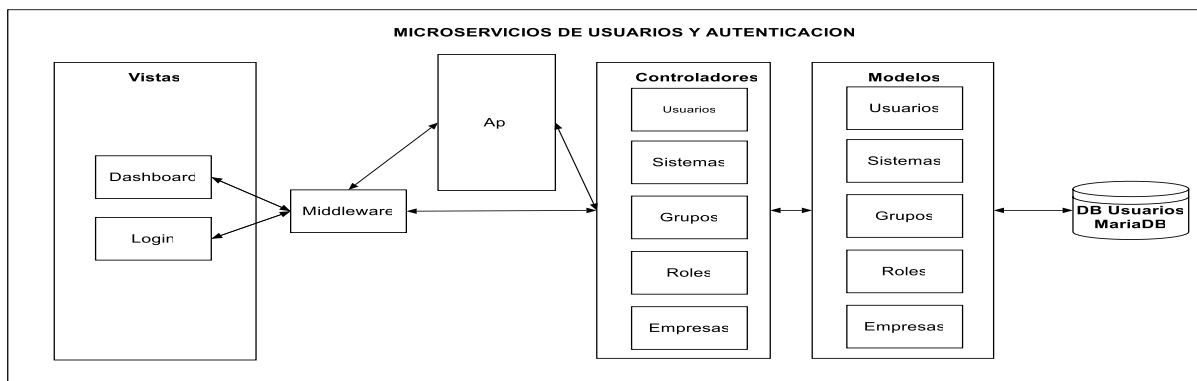 MICROSERVICIOS DE USUARIOS Y AUTENTICACION
Vistas
Dashboard
Login
Middleware
Ap
Controladores
Usuarios
Sistemas
Grupos
Roles
Empresas
Modelos
Usuarios
Sistemas
Grupos
Roles
Empresas
DB Usuarios
MariaDB